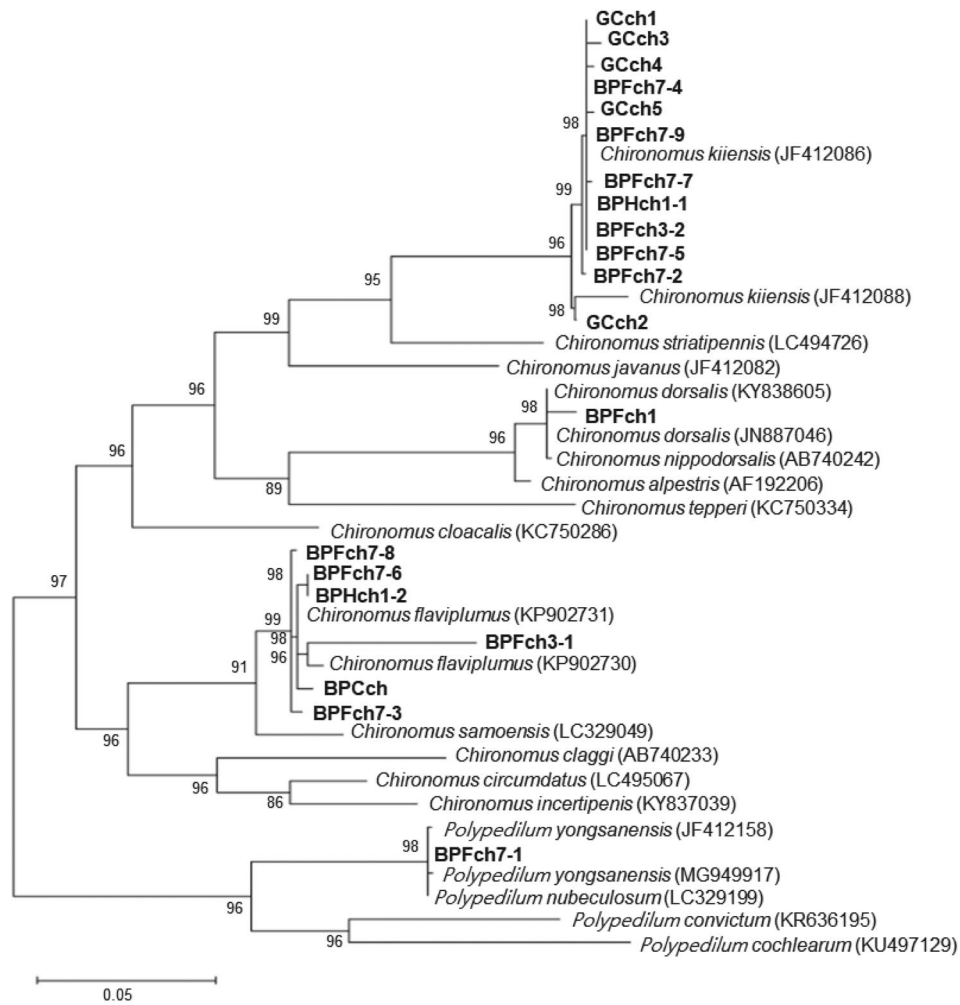 GCch1
GCch3
GCch4
BPFch7-4
GCch5
98
BPFch7-9
Chironomus kiiensis (JF412086)
BPFch7-7
99
BPHch1-1
BPFch3-2
96
BPFch7-5
BPFch7-2
95
Chironomus kiiensis (JF412088)
98
GCch2
99
Chironomus striatipennis (LC494726)
Chironomus javanus (JF412082)
96
Chironomus dorsalis (KY838605)
98
BPFch1
96
Chironomus dorsalis (JN887046)
96
Chironomus nippodorsalis (AB740242)
89
Chironomus alpestris (AF192206)
Chironomus tepperi (KC750334)
Chironomus cloacalis (KC750286)
BPFch7-8
97
98
BPFch7-6
BPHch1-2
99
Chironomus flaviplumus (KP902731)
98
BPFch3-1
96
91
Chironomus flaviplumus (KP902730)
BPCch
BPFch7-3
96
Chironomus samoensis (LC329049)
Chironomus claggi (AB740233)
96
Chironomus circumdatus (LC495067)
86
Chironomus incertipenis (KY837039)
Polypedilum yongsanensis (JF412158)
98
BPFch7-1
Polypedilum yongsanensis (MG949917)
Polypedilum nubeculosum (LC329199)
96
Polypedilum convictum (KR636195)
96
Polypedilum cochlearum (KU497129)
0.05